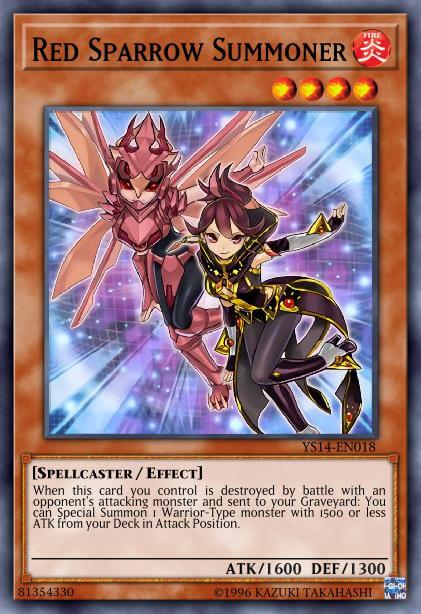 Red Sparrow Summoner
FIRE
炎
YS14-EN018
[Spellcaster / Effect]
When this card you control is destroyed by battle with an
opponent's attacking monster and sent to your Graveyard: You
can Special Summon 1 Warrior-Type monster with 1500 or less
ATK from your Deck in Attack Position.
ATK/1600 DEF/1300
81354330
©1996 KAZUKI TAKAHASHI